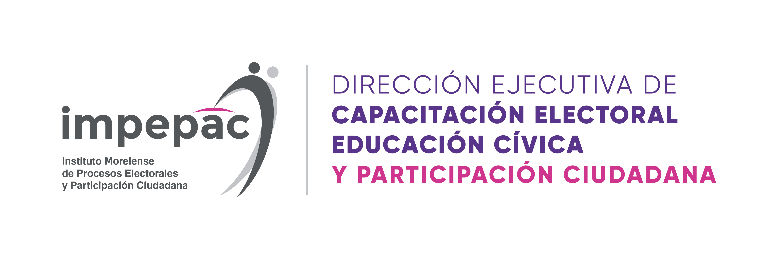 impepac
Instituto Morelense
de Procesos Electorales
y Participación Ciudadana
DIRECCIÓN EJECUTIVA DE
CAPACITACIÓN ELECTORAL
EDUCACIÓN CÍVICA
Y PARTICIPACIÓN CIUDADANA